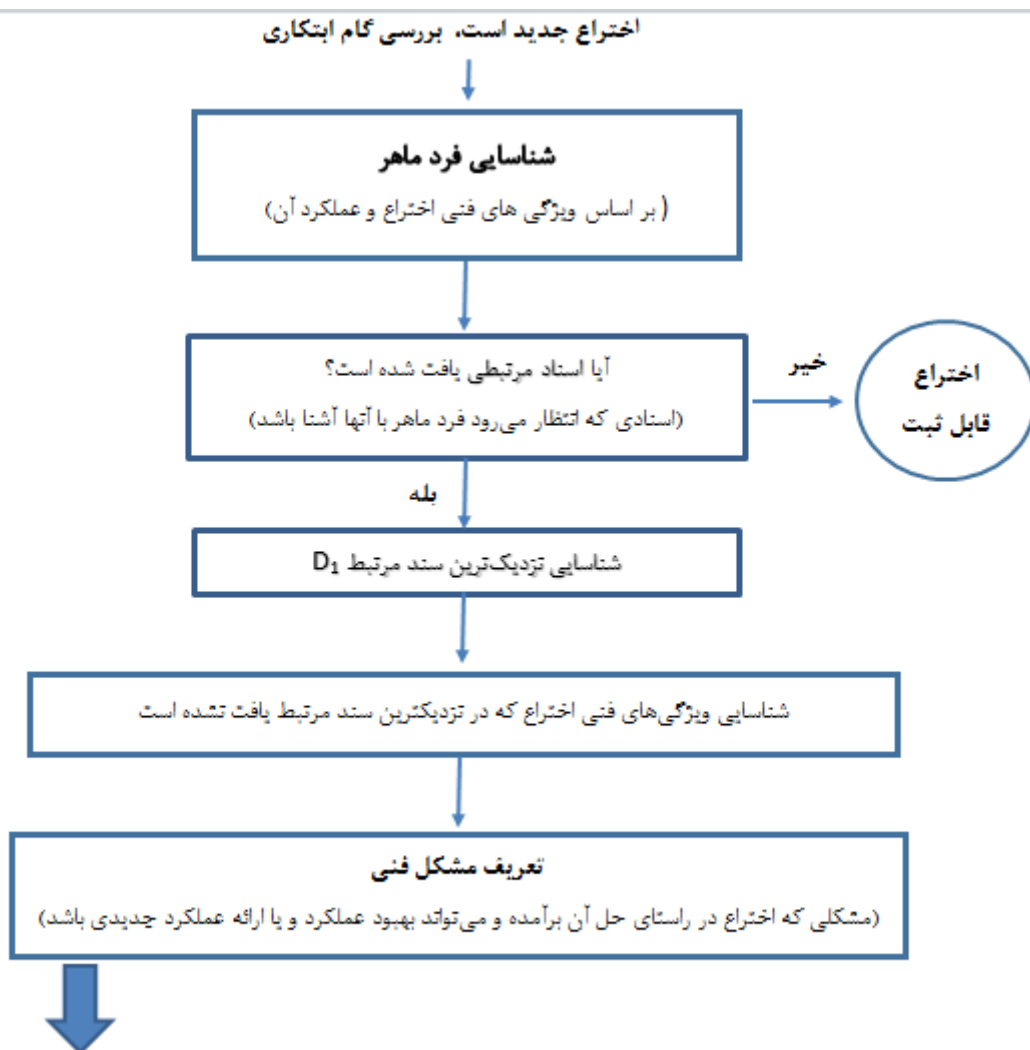 اختراع جدید است، بررسی گام ابتکاری
شناسایی فرد ماهر
( بر اساس ویژگی های فنی اختراع و عملکرد آن)
آیا اسناد مرتبطی یافت شده است؟
(اسنادی که انتظار می‌رود فرد ماهر با آنها آشنا باشد)
خیر
اختراع
قابل ثبت
بله
شناسایی نزدیک‌ترین سند مرتبط D₁
شناسایی ویژگی‌های فنی اختراع که در نزدیکترین سند مرتبط یافت نشده است
تعریف مشکل فنی
(مشکلی که اختراع در راستای حل آن برآمده و می‌تواند بهبود عملکرد و یا ارائه عملکرد جدیدی باشد)